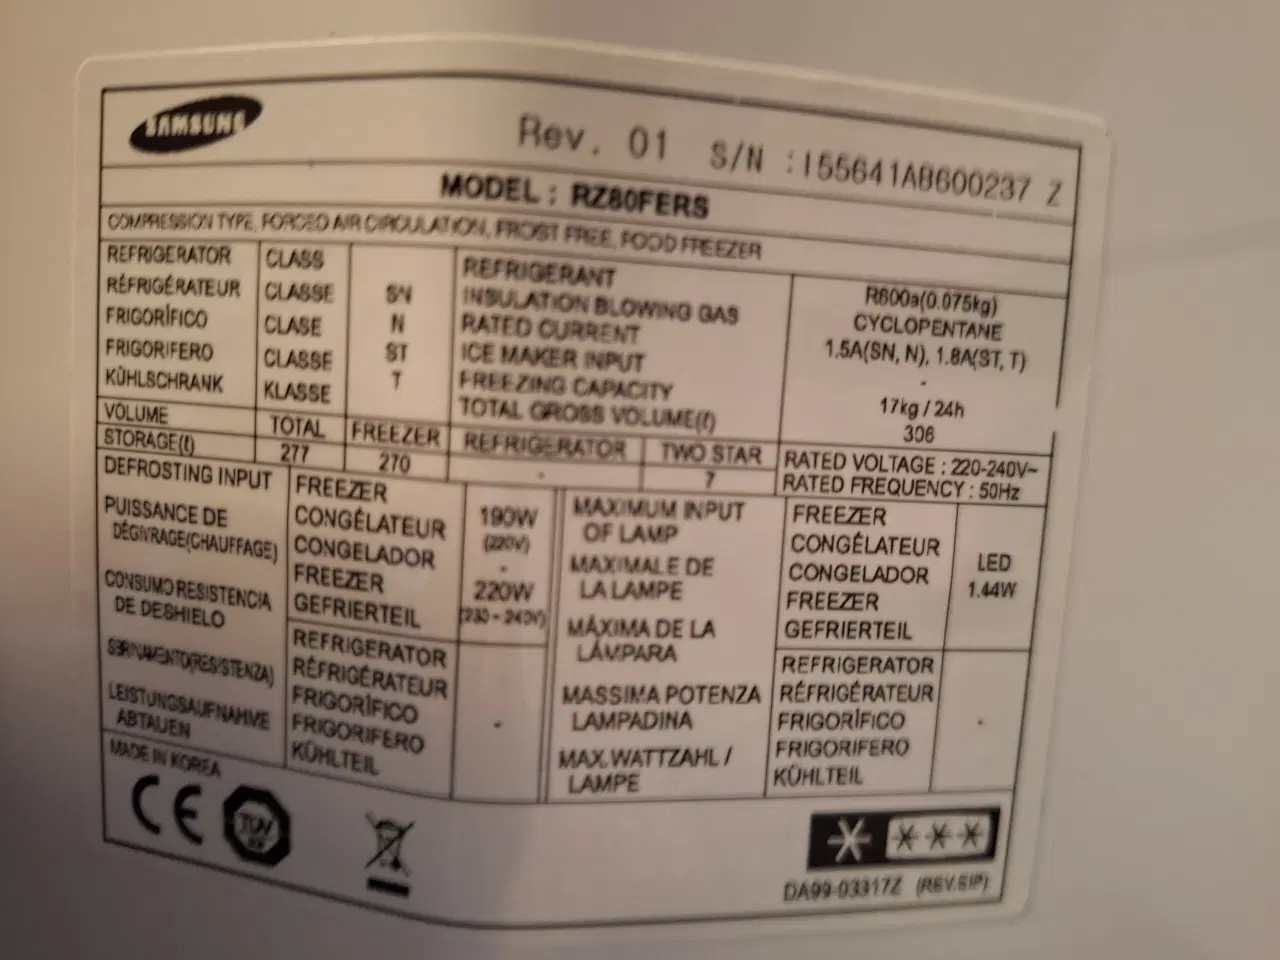 SAMSUNG
Rev. 01 S/N :I55641AB600237 Z
MODEL : RZ80FERS
COMPRESSION TYPE, FORCED AIR CIRCULATION, FROST FREE, FOOD FREEZER
REFRIGERATOR
RÉFRIGÉRATEUR
FRIGORÍFICO
FRIGORIFERO
KÜHLSCHRANK
CLASS
CLASSE
CLASE
CLASSE
KLASSE
SN
N
ST
T
REFRIGERANT
INSULATION BLOWING GAS
RATED CURRENT
ICE MAKER INPUT
FREEZING CAPACITY
TOTAL GROSS VOLUME(ℓ)
R600a(0.075kg)
CYCLOPENTANE
1.5A(SN, N), 1.8A(ST, T)
-
17kg / 24h
306
VOLUME
STORAGE(ℓ)
TOTAL
277
FREEZER
270
REFRIGERATOR
-
TWO STAR
7
RATED VOLTAGE : 220-240V~
RATED FREQUENCY : 50Hz
DEFROSTING INPUT
PUISSANCE DE
DÉGIVRAGE(CHAUFFAGE)
CONSUMO RESISTENCIA
DE DESHIELO
SBRINAMENTO(RESISTENZA)
LEISTUNGSAUFNAHME
ABTAUEN
FREEZER
CONGÉLATEUR
CONGELADOR
FREEZER
GEFRIERTEIL
190W
(220V)
-
220W
(230~240V)
REFRIGERATOR
RÉFRIGÉRATEUR
FRIGORÍFICO
FRIGORIFERO
KÜHLTEIL
-
MAXIMUM INPUT
OF LAMP
MAXIMALE DE
LA LAMPE
MÁXIMA DE LA
LÁMPARA
MASSIMA POTENZA
LAMPADINA
MAX.WATTZAHL /
LAMPE
FREEZER
CONGÉLATEUR
CONGELADOR
FREEZER
GEFRIERTEIL
LED
1.44W
REFRIGERATOR
RÉFRIGÉRATEUR
FRIGORÍFICO
FRIGORIFERO
KÜHLTEIL
-
MADE IN KOREA
CE
TÜV
DA99-03317Z (REV.EIP)